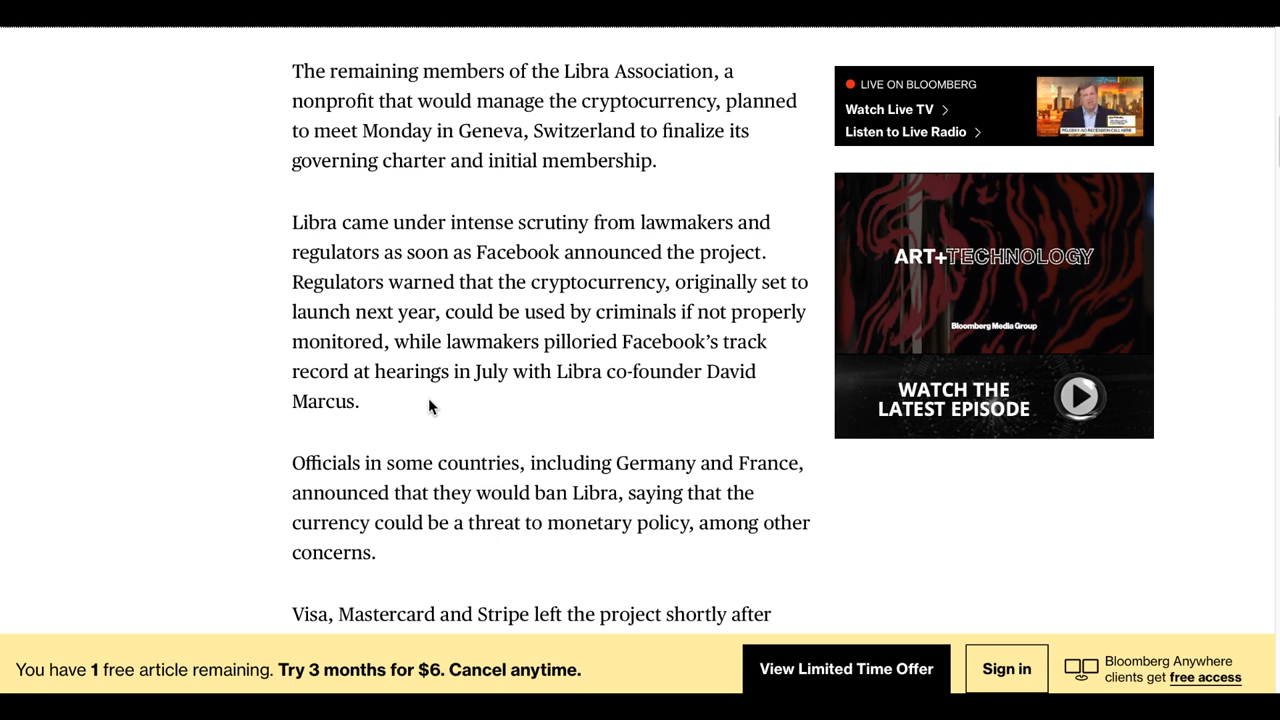 The remaining members of the Libra Association, a
nonprofit that would manage the cryptocurrency, planned
to meet Monday in Geneva, Switzerland to finalize its
governing charter and initial membership.
Libra came under intense scrutiny from lawmakers and
regulators as soon as Facebook announced the project.
Regulators warned that the cryptocurrency, originally set to
launch next year, could be used by criminals if not properly
monitored, while lawmakers pilloried Facebook’s track
record at hearings in July with Libra co-founder David
Marcus.
Officials in some countries, including Germany and France,
announced that they would ban Libra, saying that the
currency could be a threat to monetary policy, among other
concerns.
Visa, Mastercard and Stripe left the project shortly after
LIVE ON BLOOMBERG
Watch Live TV >
Listen to Live Radio >
ART+TECHNOLOGY
Bloomberg Media Group
WATCH THE
LATEST EPISODE
You have 1 free article remaining. Try 3 months for $6. Cancel anytime.
View Limited Time Offer
Sign in
Bloomberg Anywhere
clients get free access